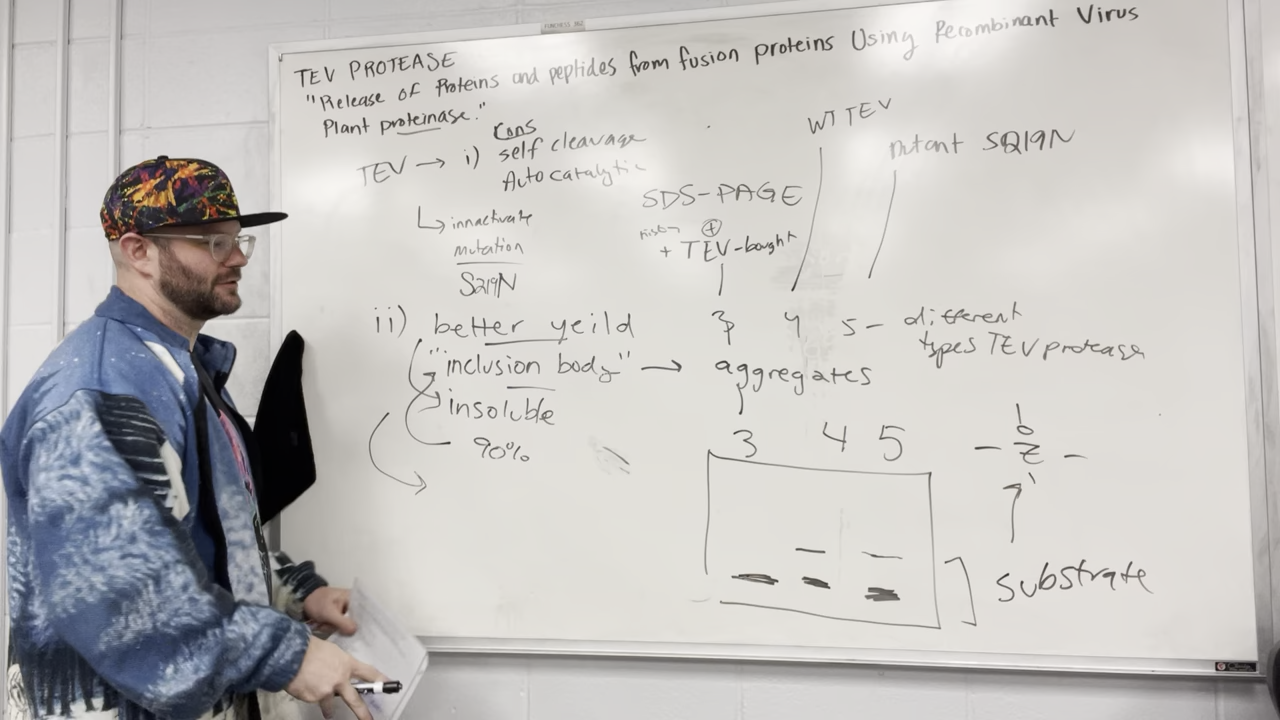 TEV PROTEASE
"Release of Proteins and peptides from fusion proteins Using Recombinant Virus
Plant proteinase."
Cons
TEV → i) self cleavage
Autocatalytic
↳ innactivate
mutation
S219N
ii) better yeild
"inclusion body" → aggregates
insoluble
90%
WT TEV
mutant S219N
SDS-PAGE
+
+ TEV-bought
3 4 5 - different
types TEV protease
3 4 5
substrate